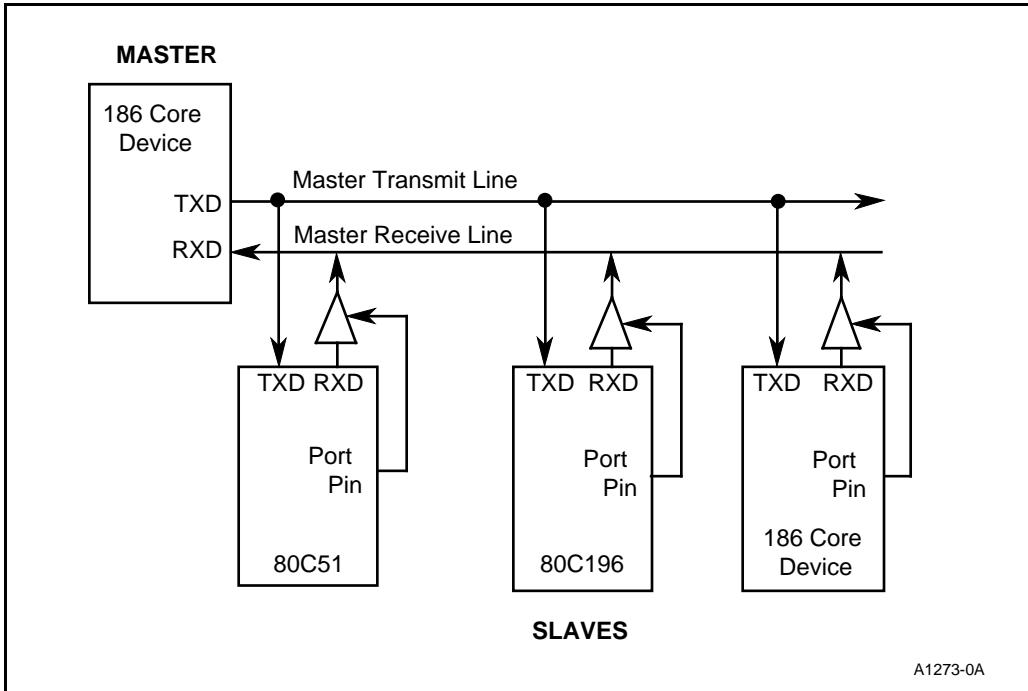 MASTER
186 Core
Device
TXD
RXD
Master Transmit Line
Master Receive Line
TXD RXD
Port
Pin
80C51
TXD RXD
Port
Pin
80C196
TXD RXD
Port
Pin
186 Core
Device
SLAVES
A1273-0A